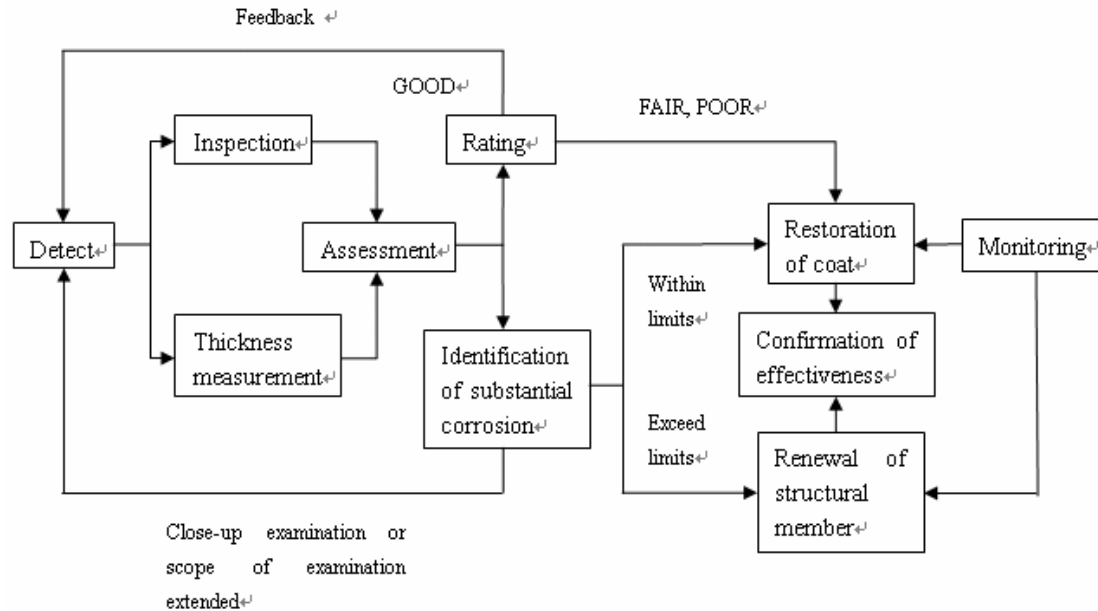 Feedback ↵
GOOD↵
FAIR, POOR↵
Inspection↵
Rating↵
Detect↵
Assessment↵
Restoration
of coat↵
Monitoring↵
Within
limits↵
Thickness
measurement↵
Identification
of substantial
corrosion↵
Confirmation of
effectiveness↵
Exceed
limits↵
Renewal of
structural
member↵
Close-up examination or
scope of examination
extended↵